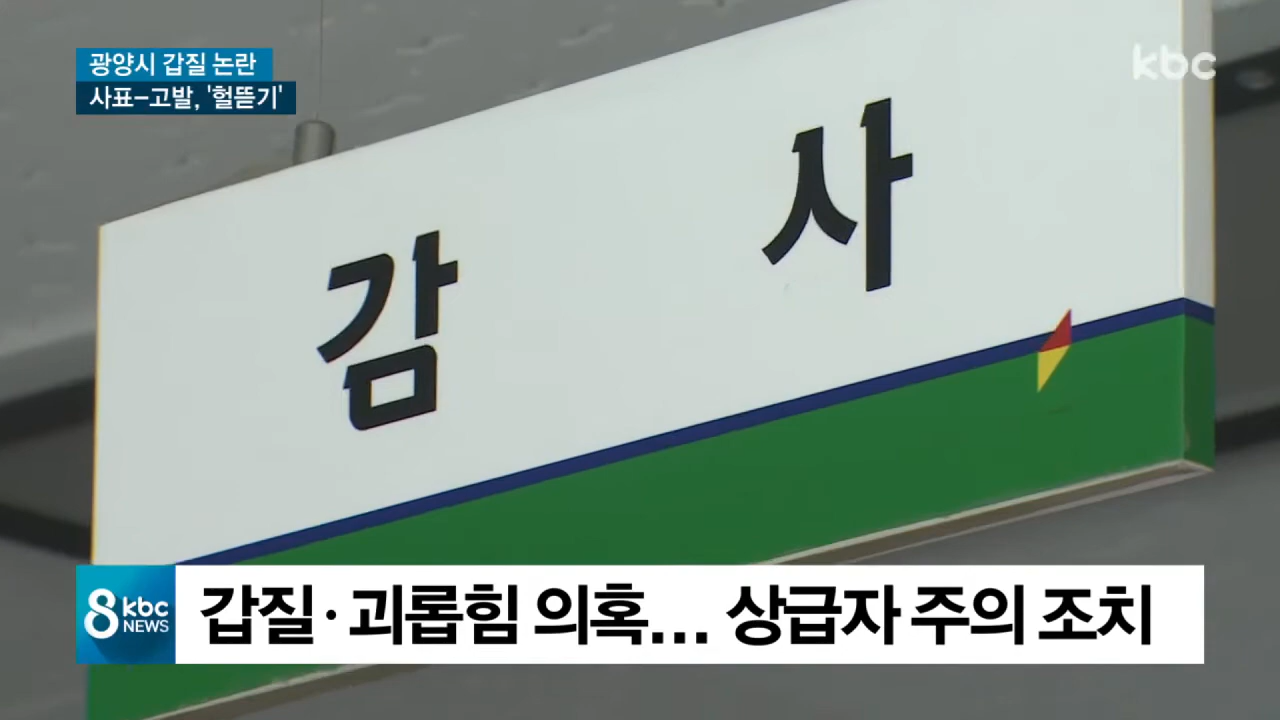 광양시 갑질 논란
사표-고발, '헐뜯기'
kbc
감 사
8 kbc NEWS
갑질·괴롭힘 의혹... 상급자 주의 조치